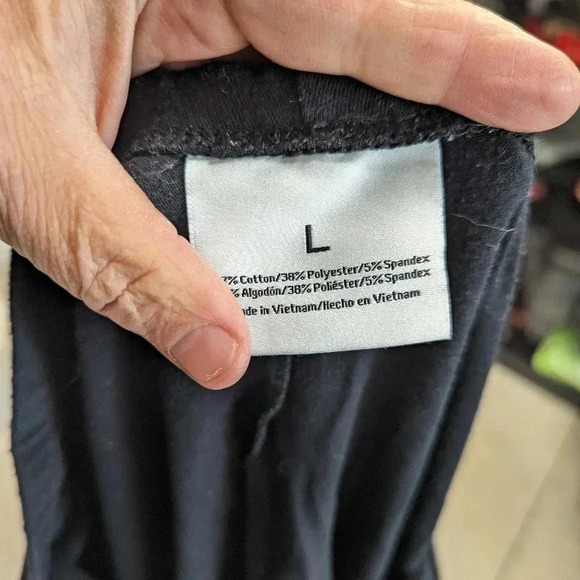 L
% Cotton/38% Polyester/5% Spandex
% Algodón/38% Poliéster/5% Spandex
in Vietnam/Hecho en Vietnam